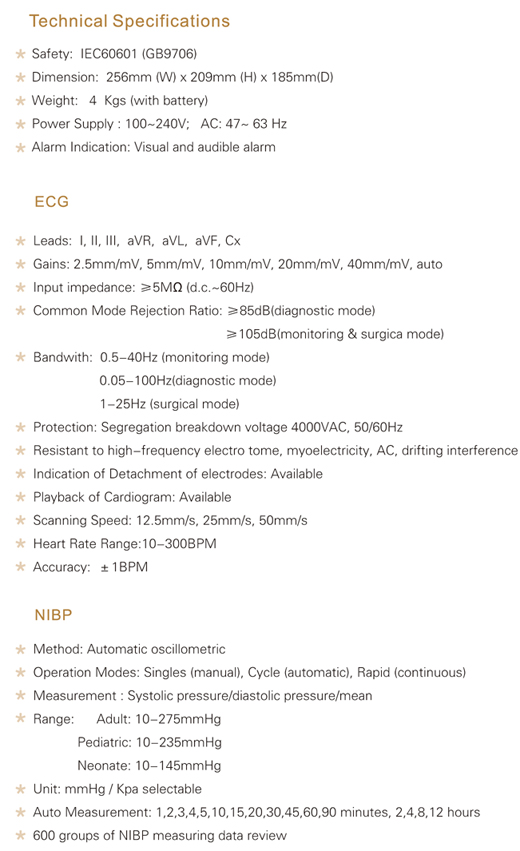 Technical Specifications
* Safety: IEC60601 (GB9706)
* Dimension: 256mm (W) x 209mm (H) x 185mm(D)
* Weight: 4 Kgs (with battery)
* Power Supply : 100~240V; AC: 47~ 63 Hz
* Alarm Indication: Visual and audible alarm
ECG
* Leads: I, II, III, aVR, aVL, aVF, Cx
* Gains: 2.5mm/mV, 5mm/mV, 10mm/mV, 20mm/mV, 40mm/mV, auto
* Input impedance: ≥5MΩ (d.c.~60Hz)
* Common Mode Rejection Ratio: ≥85dB(diagnostic mode)
≥105dB(monitoring & surgica mode)
* Bandwith: 0.5–40Hz (monitoring mode)
0.05–100Hz(diagnostic mode)
1–25Hz (surgical mode)
* Protection: Segregation breakdown voltage 4000VAC, 50/60Hz
* Resistant to high–frequency electro tome, myoelectricity, AC, drifting interference
* Indication of Detachment of electrodes: Available
* Playback of Cardiogram: Available
* Scanning Speed: 12.5mm/s, 25mm/s, 50mm/s
* Heart Rate Range:10–300BPM
* Accuracy: ± 1BPM
NIBP
* Method: Automatic oscillometric
* Operation Modes: Singles (manual), Cycle (automatic), Rapid (continuous)
* Measurement : Systolic pressure/diastolic pressure/mean
* Range: Adult: 10–275mmHg
Pediatric: 10–235mmHg
Neonate: 10–145mmHg
* Unit: mmHg / Kpa selectable
* Auto Measurement: 1,2,3,4,5,10,15,20,30,45,60,90 minutes, 2,4,8,12 hours
* 600 groups of NIBP measuring data review